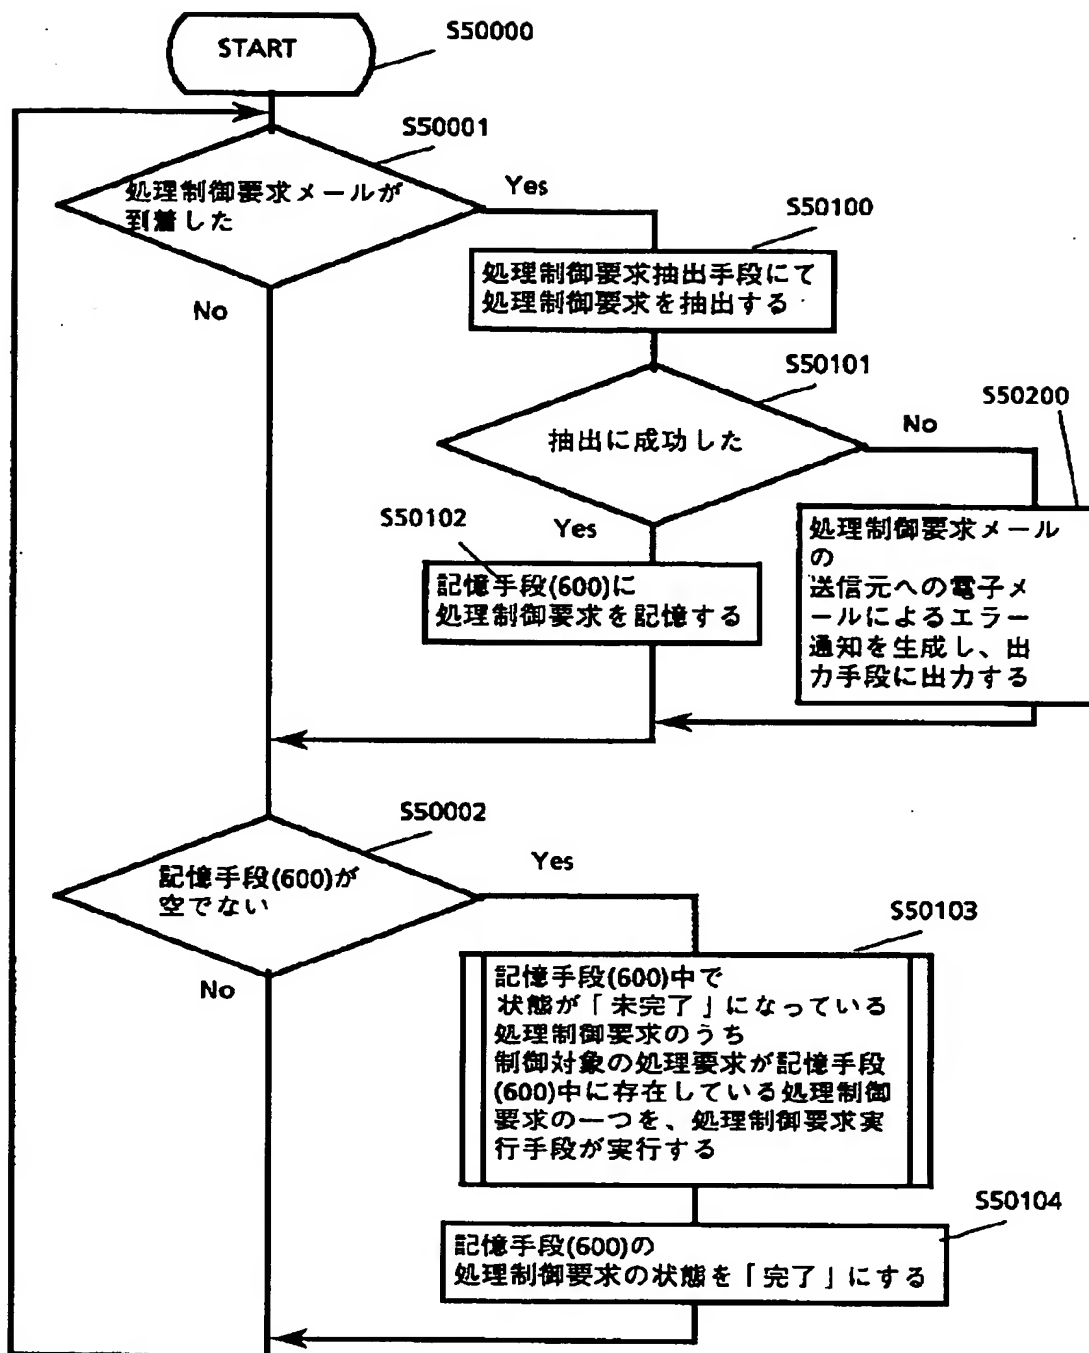 START
S50000
S50001
処理制御要求メールが
到着した
Yes
No
S50100
処理制御要求抽出手段にて
処理制御要求を抽出する
S50101
抽出に成功した
No
S50200
Yes
S50102
記憶手段(600)に
処理制御要求を記憶する
処理制御要求メール
の
送信元への電子メ
ールによるエラー
通知を生成し、出
力手段に出力する
S50002
記憶手段(600)が
空でない
Yes
No
S50103
記憶手段(600)中で
状態が「未完了」になっている
処理制御要求のうち
制御対象の処理要求が記憶手段
(600)中に存在している処理制御
要求の一つを、処理制御要求実
行手段が実行する
S50104
記憶手段(600)の
処理制御要求の状態を「完了」にする